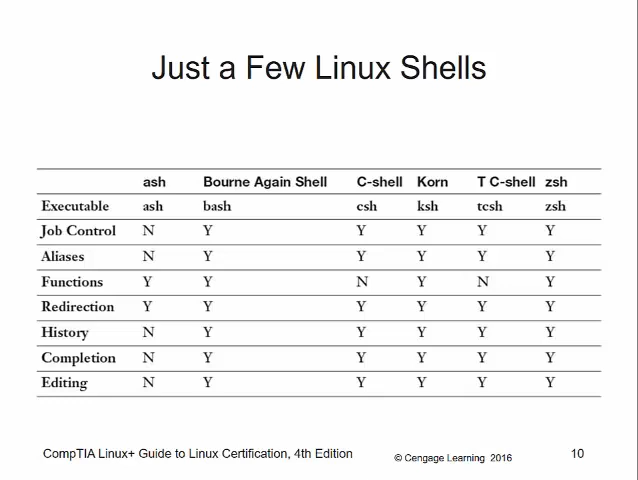 Just a Few Linux Shells
ash Bourne Again Shell C-shell Korn T C-shell zsh
Executable ash bash csh ksh tcsh zsh
Job Control N Y Y Y Y Y
Aliases N Y Y Y Y Y
Functions Y Y N Y N Y
Redirection Y Y Y Y Y Y
History N Y Y Y Y Y
Completion N Y Y Y Y Y
Editing N Y Y Y Y Y
CompTIA Linux+ Guide to Linux Certification, 4th Edition © Cengage Learning 2016 10